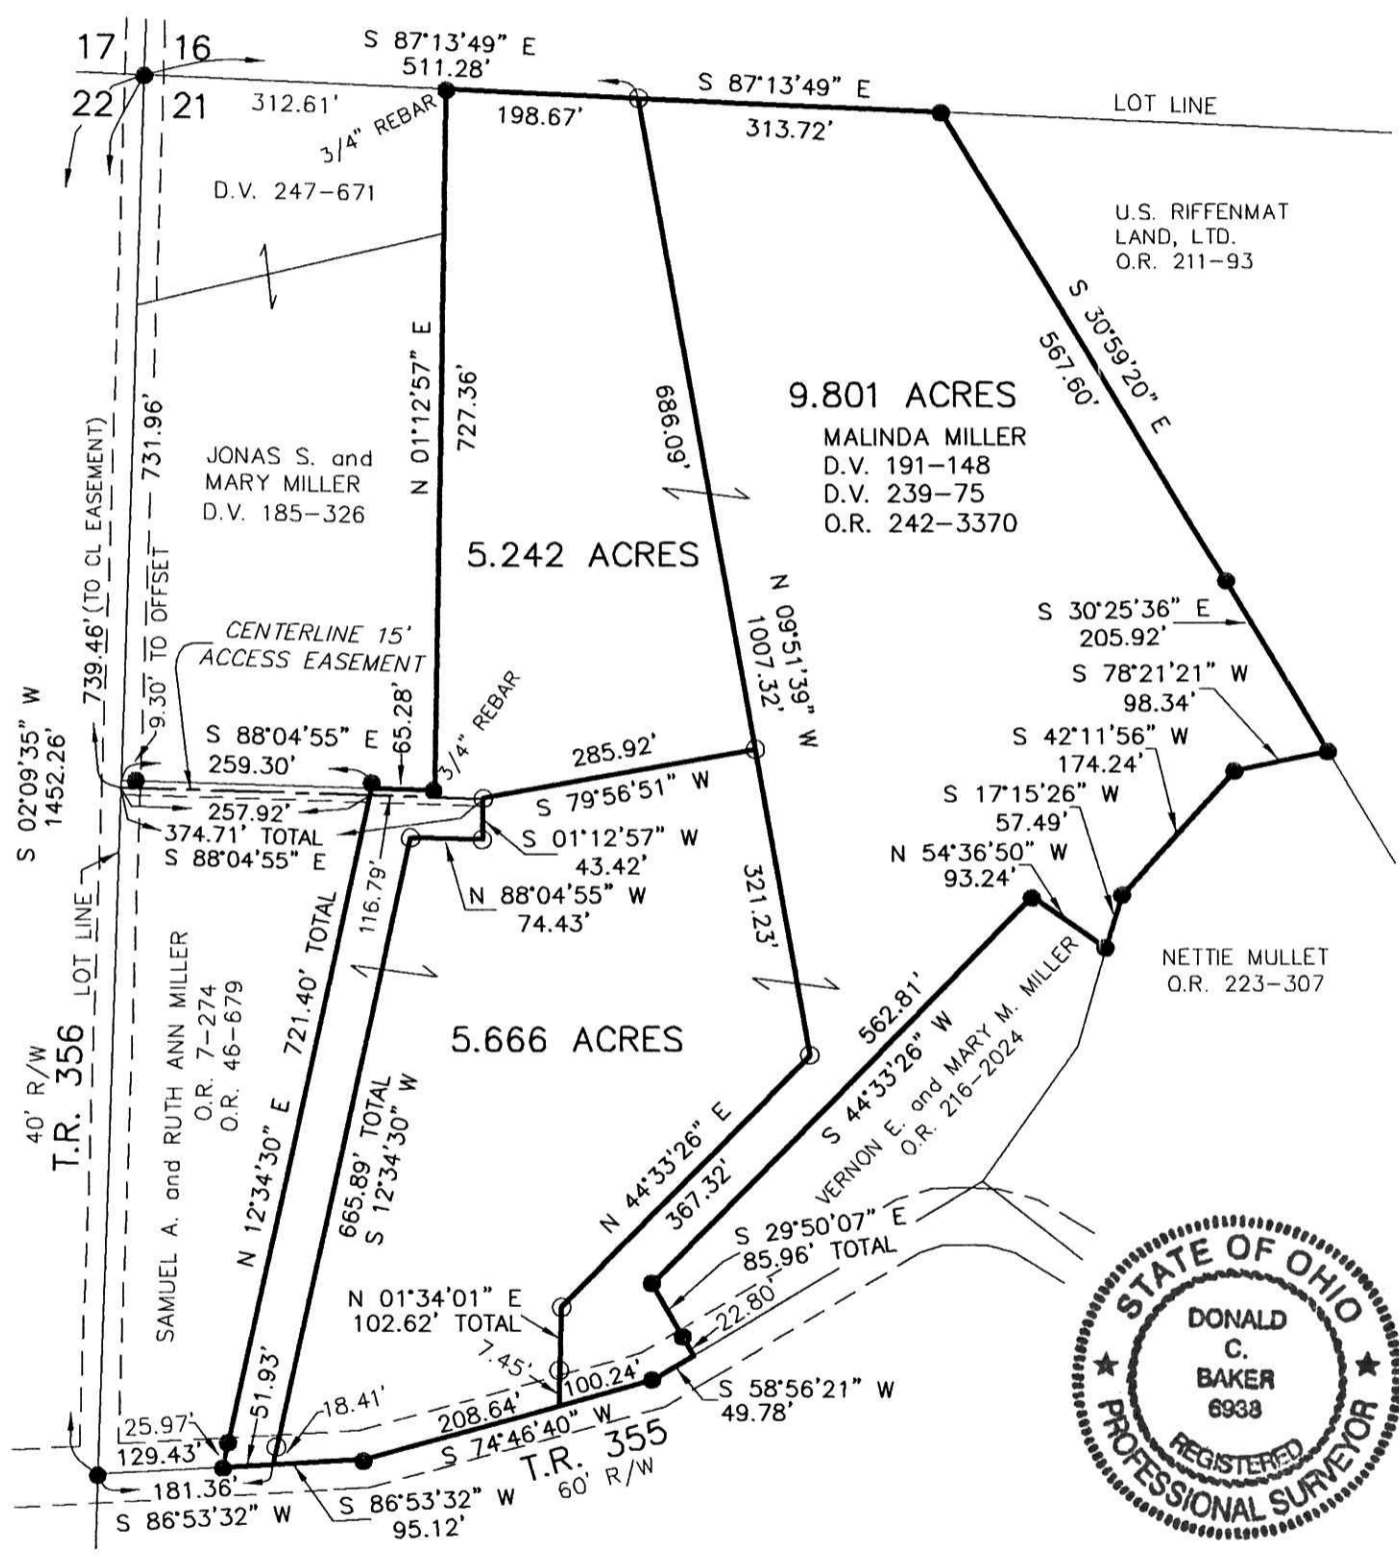 17 16
22 21
S 87°13'49" E
511.28'
312.61'
3/4" REBAR
198.67'
S 87°13'49" E
313.72'
LOT LINE
D.V. 247-671
U.S. RIFFENMAT
LAND, LTD.
O.R. 211-93
S 30°59'20" E
567.60'
N 01°12'57" E
727.36'
686.09'
9.801 ACRES
MALINDA MILLER
D.V. 191-148
D.V. 239-75
O.R. 242-3370
739.46' (TO CL EASEMENT)
731.96'
9.30' TO OFFSET
JONAS S. and
MARY MILLER
D.V. 185-326
5.242 ACRES
N 09°51'39" W
1007.32'
S 30°25'36" E
205.92'
S 78°21'21" W
98.34'
S 42°11'56" W
174.24'
S 17°15'26" W
57.49'
N 54°36'50" W
93.24'
CENTERLINE 15'
ACCESS EASEMENT
65.28'
3/4" REBAR
S 02°09'35" W
1452.26'
S 88°04'55" E
259.30'
257.92'
374.71' TOTAL
S 88°04'55" E
285.92'
S 79°56'51" W
S 01°12'57" W
43.42'
N 88°04'55" W
74.43'
116.79'
321.23'
LOT LINE
SAMUEL A. and RUTH ANN MILLER
O.R. 7-274
O.R. 46-679
40' R/W
T.R. 356
721.40' TOTAL
N 12°34'30" E
665.89' TOTAL
S 12°34'30" W
5.666 ACRES
562.81'
S 44°33'26" W
VERNON E. and MARY M. MILLER
O.R. 216-2024
NETTIE MULLET
O.R. 223-307
N 44°33'26" E
367.32'
S 29°50'07" E
85.96' TOTAL
22.80'
N 01°34'01" E
102.62' TOTAL
7.45'
100.24'
S 58°56'21" W
49.78'
208.64'
S 74°46'40" W
T.R. 355
60' R/W
51.93'
18.41'
25.97'
129.43'
181.36'
S 86°53'32" W
S 86°53'32" W
95.12'
STATE OF OHIO
DONALD
C.
BAKER
6938
REGISTERED
PROFESSIONAL SURVEYOR